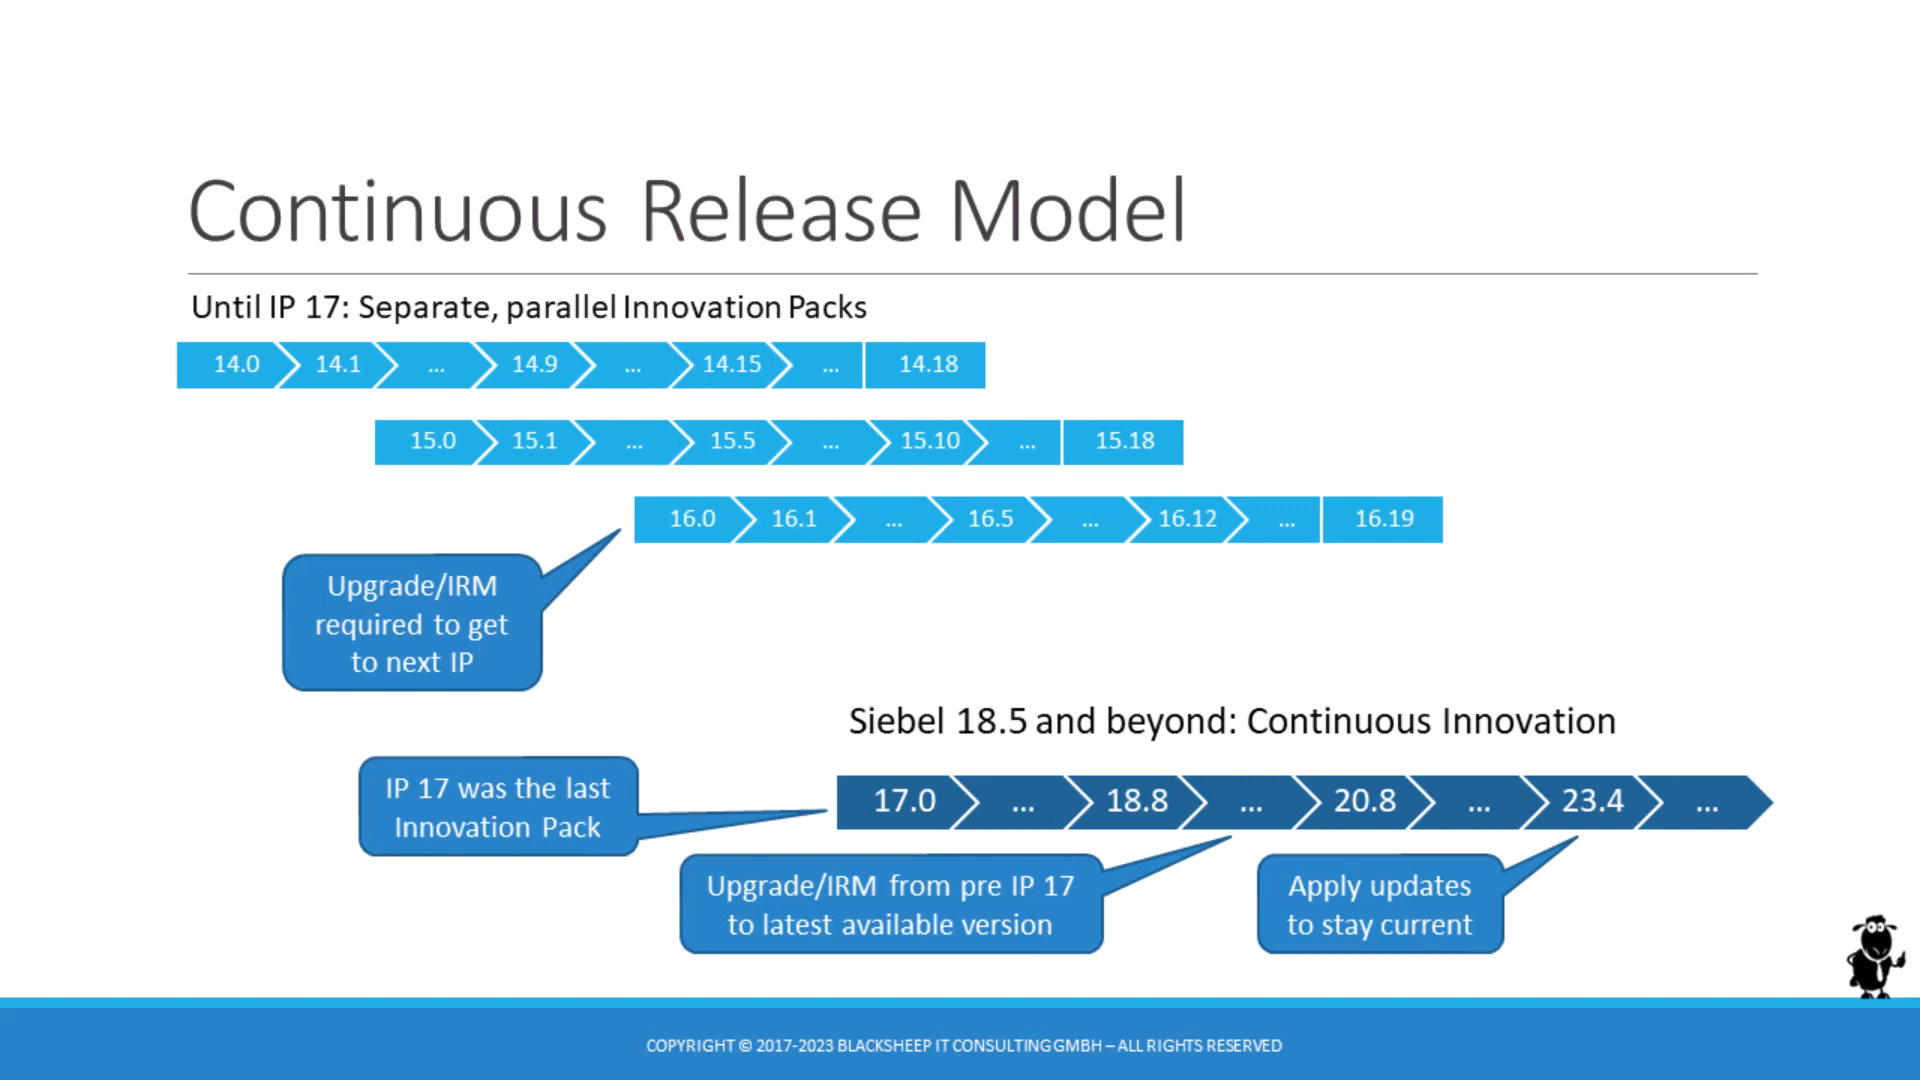 Continuous Release Model
Until IP 17: Separate, parallel Innovation Packs
14.0 14.1 ... 14.9 ... 14.15 ... 14.18
15.0 15.1 ... 15.5 ... 15.10 ... 15.18
16.0 16.1 ... 16.5 ... 16.12 ... 16.19
Upgrade/IRM
required to get
to next IP
Siebel 18.5 and beyond: Continuous Innovation
IP 17 was the last
Innovation Pack
17.0 ... 18.8 ... 20.8 ... 23.4 ...
Upgrade/IRM from pre IP 17
to latest available version
Apply updates
to stay current
COPYRIGHT © 2017-2023 BLACKSHEEP IT CONSULTING GMBH – ALL RIGHTS RESERVED